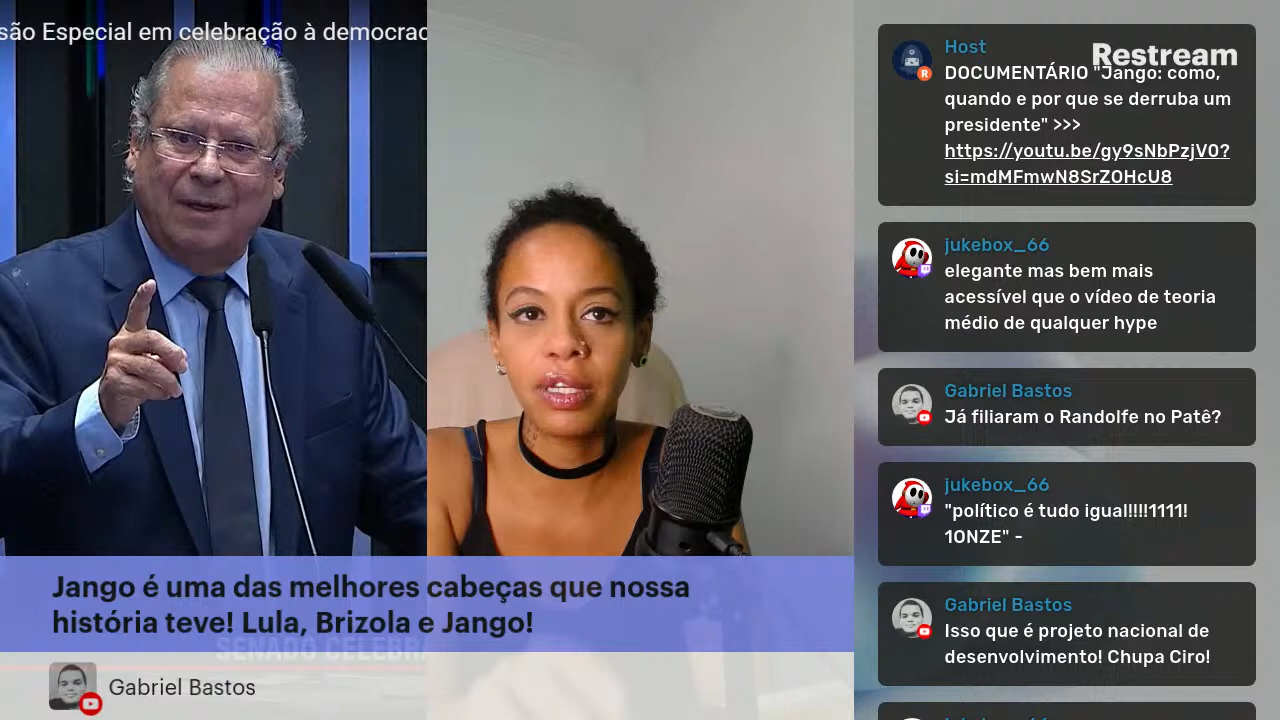 são Especial em celebração à democrac
Jango é uma das melhores cabeças que nossa
história teve! Lula, Brizola e Jango!
SENADO CELEBRA
Gabriel Bastos
Restream
Host
DOCUMENTÁRIO "Jango: como,
quando e por que se derruba um
presidente" >>>
https://youtu.be/gy9sNbPzjV0?
si=mdMFmwN8SrZOHcU8
jukebox_66
elegante mas bem mais
acessível que o vídeo de teoria
médio de qualquer hype
Gabriel Bastos
Já filiaram o Randolfe no Patê?
jukebox_66
"político é tudo igual!!!!1111!
1ONZE" -
Gabriel Bastos
Isso que é projeto nacional de
desenvolvimento! Chupa Ciro!